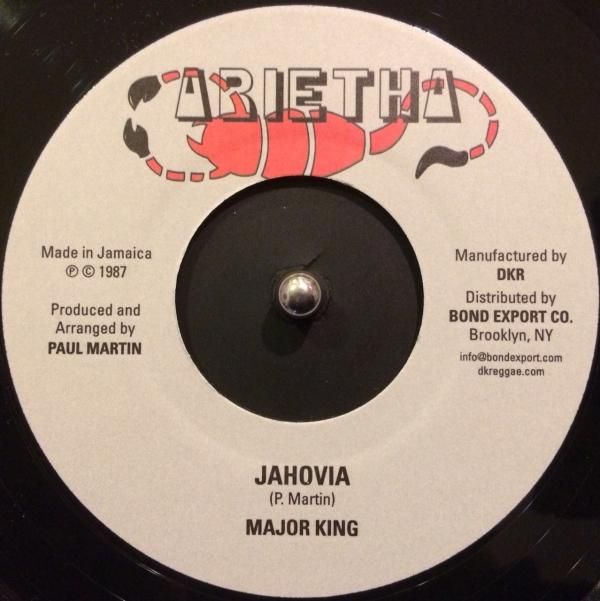 ARIETHA
Made in Jamaica
℗ © 1987
Produced and
Arranged by
PAUL MARTIN
Manufactured by
DKR
Distributed by
BOND EXPORT CO.
Brooklyn, NY
info@bondexport.com
dkreggae.com
JAHOVIA
(P. Martin)
MAJOR KING